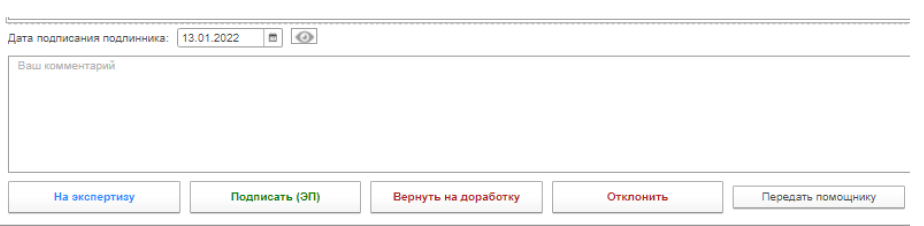 Дата подписания подлинника: 13.01.2022
Ваш комментарий
На экспертизу Подписать (ЭП) Вернуть на доработку Отклонить Передать помощнику